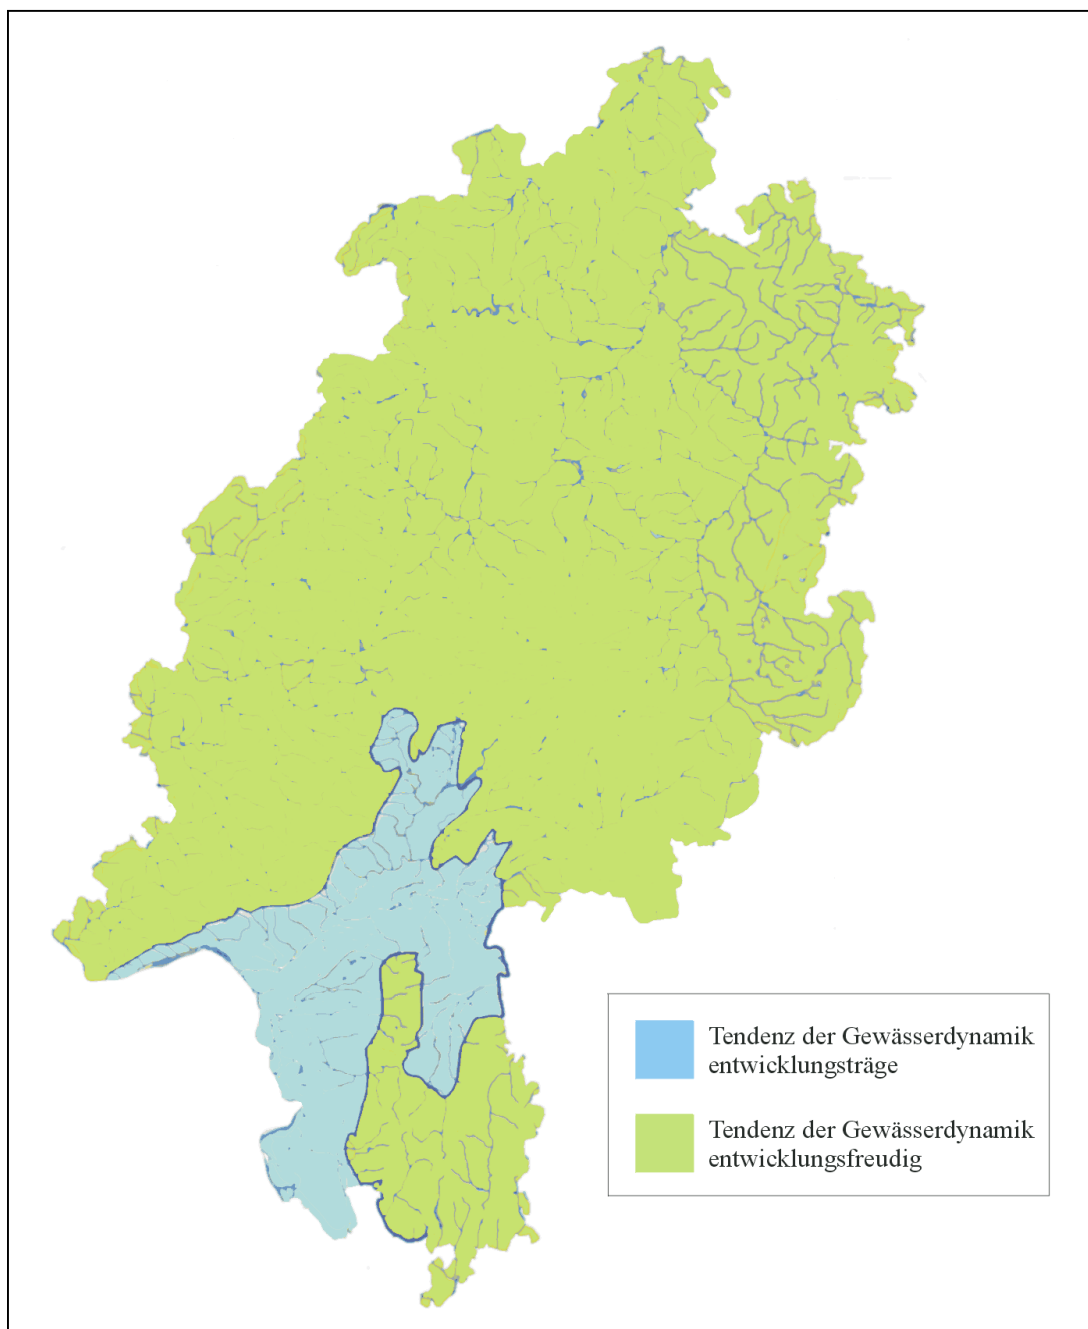 Tendenz der Gewässerdynamik
entwicklungsträge
Tendenz der Gewässerdynamik
entwicklungsfreudig